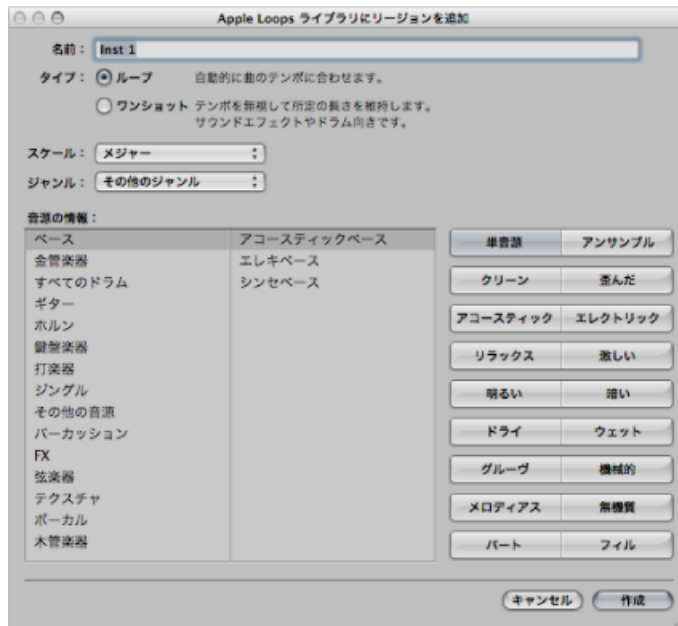 Apple Loops ライブラリにリージョンを追加
名前： Inst 1
タイプ： ループ 自動的に曲のテンポに合わせます。
ワンショット テンポを無視して所定の長さを維持します。
サウンドエフェクトやドラム向きです。
スケール： メジャー
ジャンル： その他のジャンル
音源の情報：
ベース アコースティックベース 単音源 アンサンブル
金管楽器 エレキベース
すべてのドラム シンセベース クリーン 歪んだ
ギター
ホルン アコースティック エレクトリック
鍵盤楽器
打楽器 リラックス 激しい
ジングル 明るい 暗い
その他の音源
パーカッション ドライ ウェット
FX
弦楽器 グルーヴ 機械的
テクスチャ
ボーカル メロディアス 無機質
木管楽器 パート フィル
キャンセル 作成